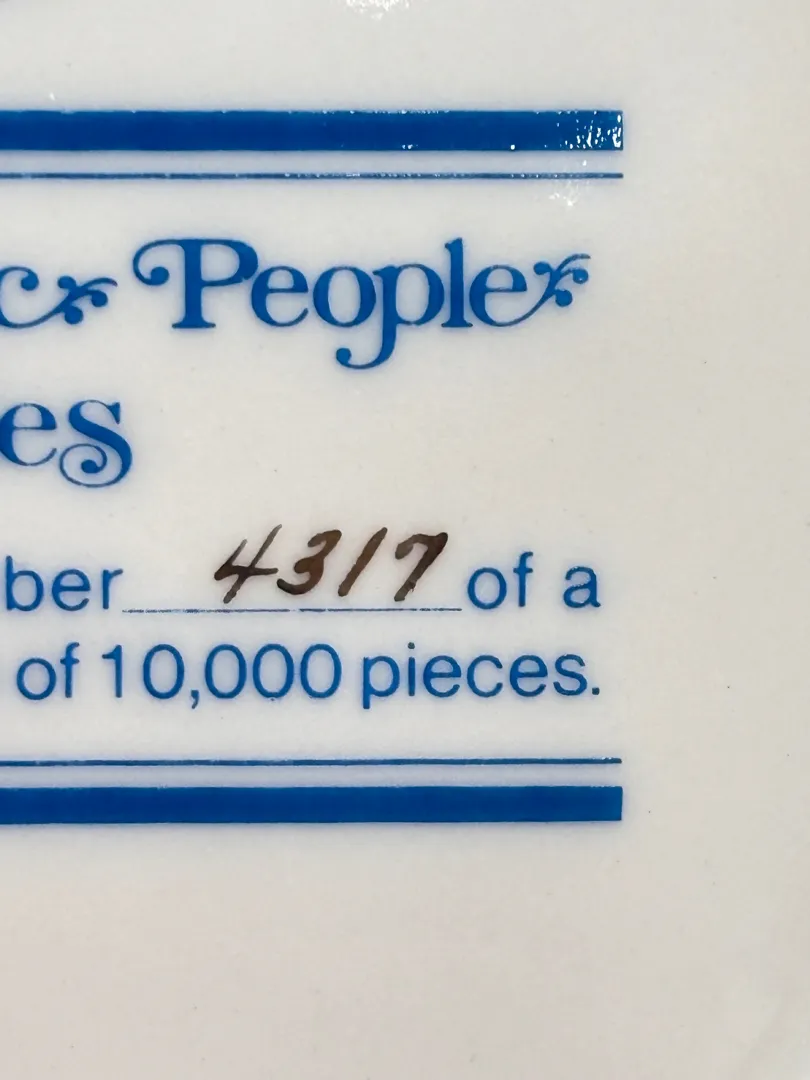 c People
es
ber 4317 of a
of 10,000 pieces.